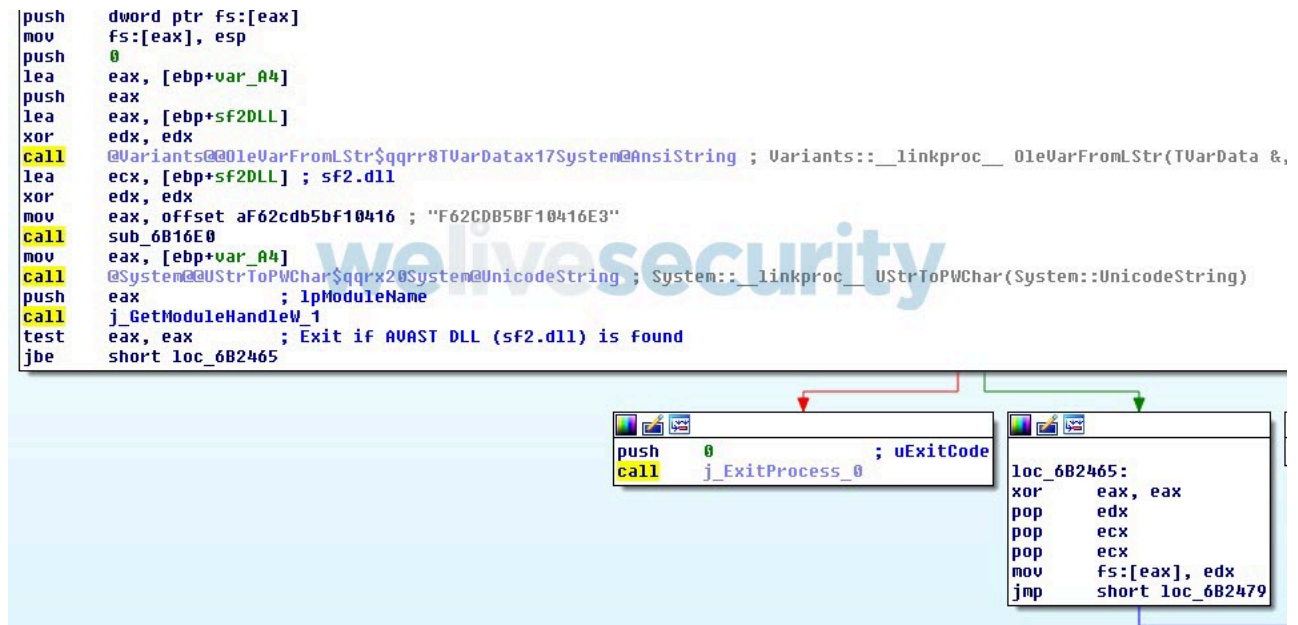 push dword ptr fs:[eax]
mov fs:[eax], esp
push 0
lea eax, [ebp+var_A4]
push eax
lea eax, [ebp+sf2DLL]
xor edx, edx
call @Variants@@OleVarFromLStr$qqrr8TVarDatax17System@AnsiString ; Variants::__linkproc__ OleVarFromLStr(TVarData &,
lea ecx, [ebp+sf2DLL] ; sf2.dll
xor edx, edx
mov eax, offset aF62cdb5bf10416 ; "F62CDB5BF10416E3"
call sub_6B16E0
mov eax, [ebp+var_A4]
call @System@@UStrToPWChar$qqrx20System@UnicodeString ; System::__linkproc__ UStrToPWChar(System::UnicodeString)
push eax ; lpModuleName
call j_GetModuleHandleW_1
test eax, eax ; Exit if AVAST DLL (sf2.dll) is found
jbe short loc_6B2465
welivesecurity
push 0 ; uExitCode
call j_ExitProcess_0
loc_6B2465:
xor eax, eax
pop edx
pop ecx
pop ecx
mov fs:[eax], edx
jmp short loc_6B2479